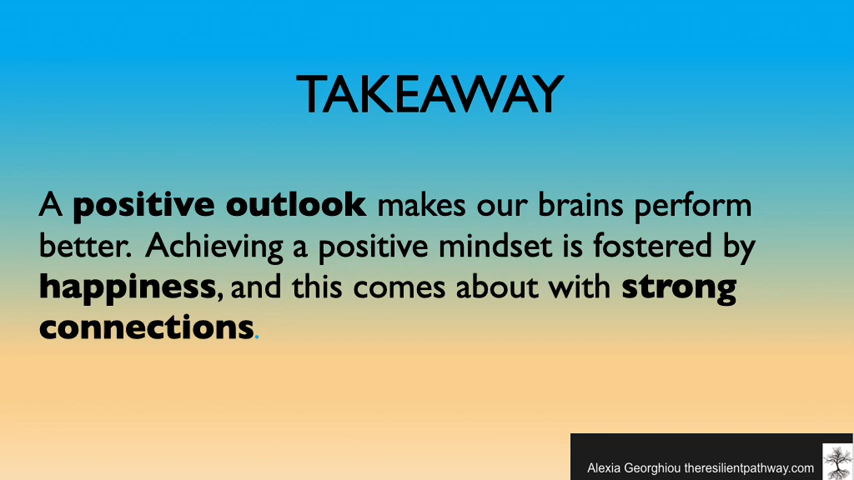 TAKEAWAY
A positive outlook makes our brains perform
better. Achieving a positive mindset is fostered by
happiness, and this comes about with strong
connections.
Alexia Georghiou theresilientpathway.com